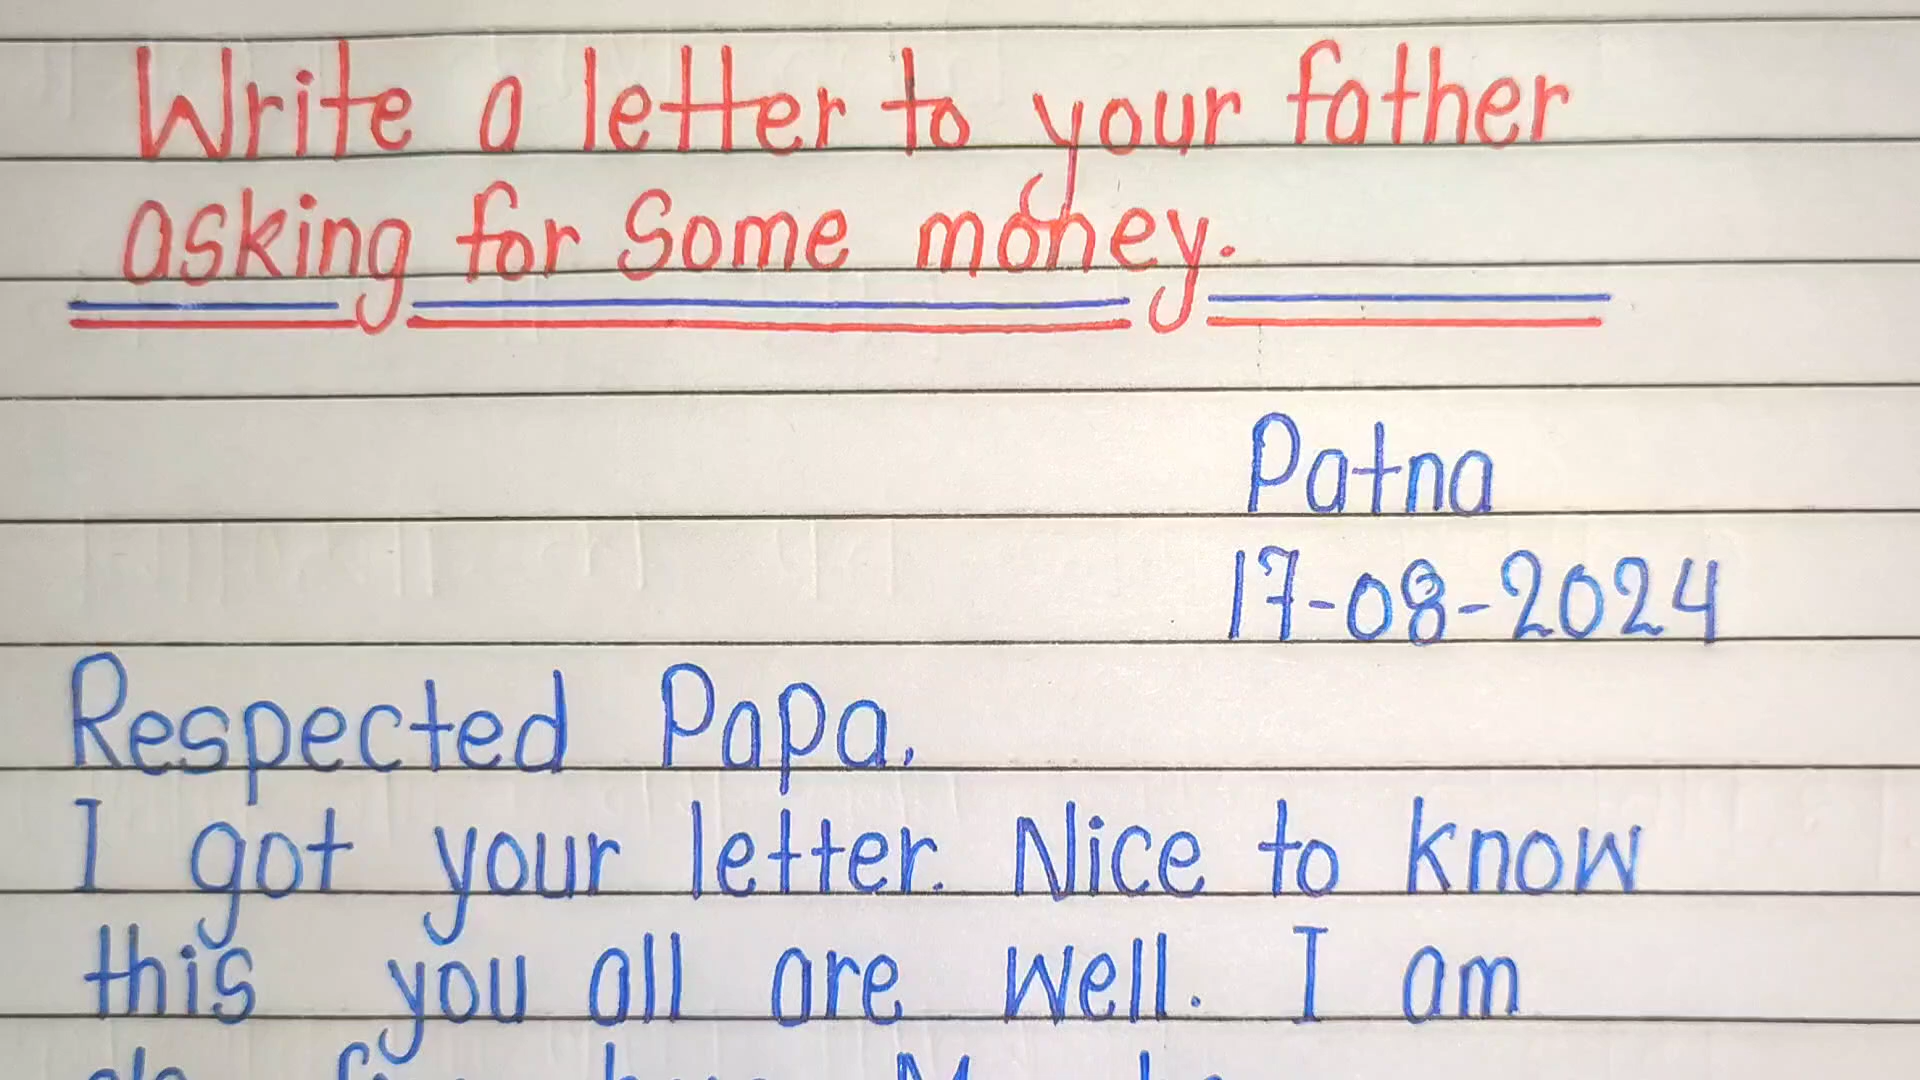 Write a letter to your father
asking for Some money.
Patna
17-08-2024
Respected Papa,
I got your letter. Nice to know
this you all are well. I am